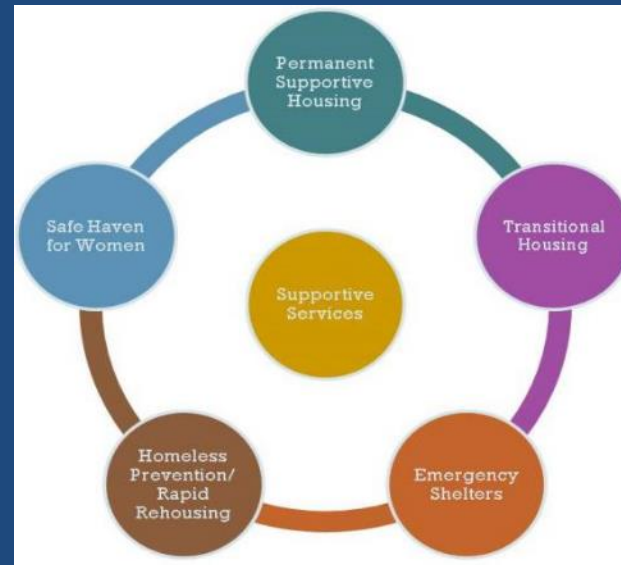 Permanent
Supportive
Housing
Safe Haven
for Women
Transitional
Housing
Supportive
Services
Homeless
Prevention/
Rapid
Rehousing
Emergency
Shelters